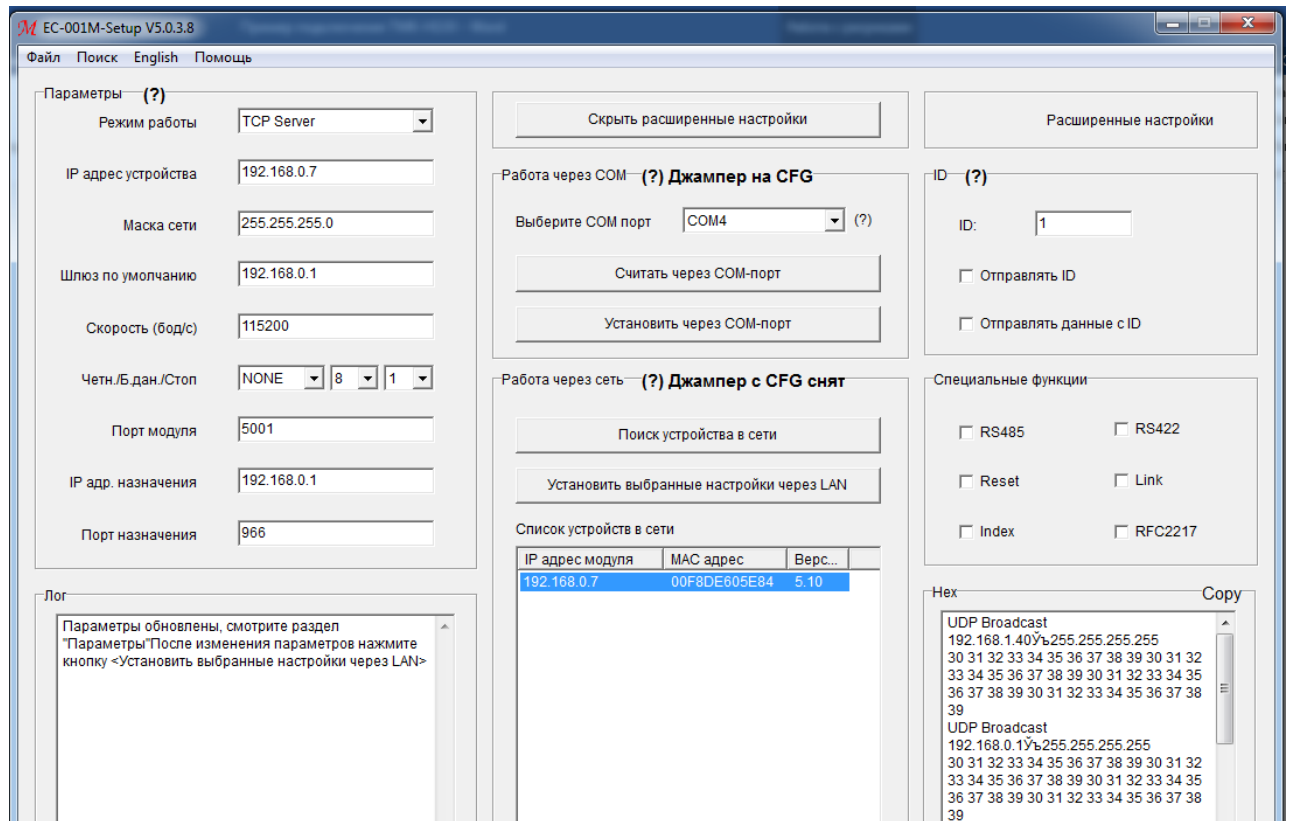 EC-001M-Setup V5.0.3.8
Файл Поиск English Помощь
Параметры (?)
Режим работы TCP Server
IP адрес устройства 192.168.0.7
Маска сети 255.255.255.0
Шлюз по умолчанию 192.168.0.1
Скорость (бод/с) 115200
Четн./Б.дан./Стоп NONE 8 1
Порт модуля 5001
IP адр. назначения 192.168.0.1
Порт назначения 966
Лог
Параметры обновлены, смотрите раздел
"Параметры"После изменения параметров нажмите
кнопку <Установить выбранные настройки через LAN>
Скрыть расширенные настройки
Работа через COM (?) Джампер на CFG
Выберите COM порт COM4 (?)
Считать через COM-порт
Установить через COM-порт
Работа через сеть (?) Джампер с CFG снят
Поиск устройства в сети
Установить выбранные настройки через LAN
Список устройств в сети
IP адрес модуля MAC адрес Верс...
192.168.0.7 00F8DE605E84 5.10
Расширенные настройки
ID (?)
ID: 1
Отправлять ID
Отправлять данные с ID
Специальные функции
RS485 RS422
Reset Link
Index RFC2217
Hex Copy
UDP Broadcast
192.168.1.40Ўъ255.255.255.255
30 31 32 33 34 35 36 37 38 39 30 31 32
33 34 35 36 37 38 39 30 31 32 33 34 35
36 37 38 39 30 31 32 33 34 35 36 37 38
39
UDP Broadcast
192.168.0.1Ўъ255.255.255.255
30 31 32 33 34 35 36 37 38 39 30 31 32
33 34 35 36 37 38 39 30 31 32 33 34 35
36 37 38 39 30 31 32 33 34 35 36 37 38
39